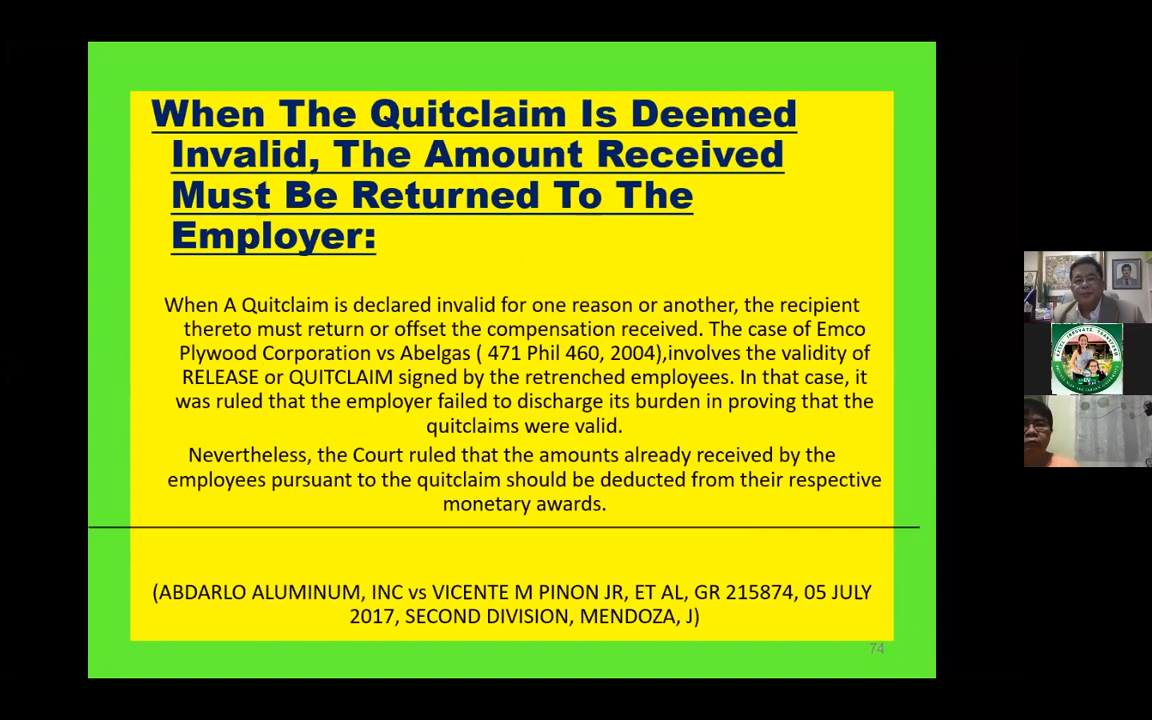 When The Quitclaim Is Deemed
Invalid, The Amount Received
Must Be Returned To The
Employer:
When A Quitclaim is declared invalid for one reason or another, the recipient
thereto must return or offset the compensation received. The case of Emco
Plywood Corporation vs Abelgas ( 471 Phil 460, 2004),involves the validity of
RELEASE or QUITCLAIM signed by the retrenched employees. In that case, it
was ruled that the employer failed to discharge its burden in proving that the
quitclaims were valid.
Nevertheless, the Court ruled that the amounts already received by the
employees pursuant to the quitclaim should be deducted from their respective
monetary awards.
(ABDARLO ALUMINUM, INC vs VICENTE M PINON JR, ET AL, GR 215874, 05 JULY
2017, SECOND DIVISION, MENDOZA, J)
74